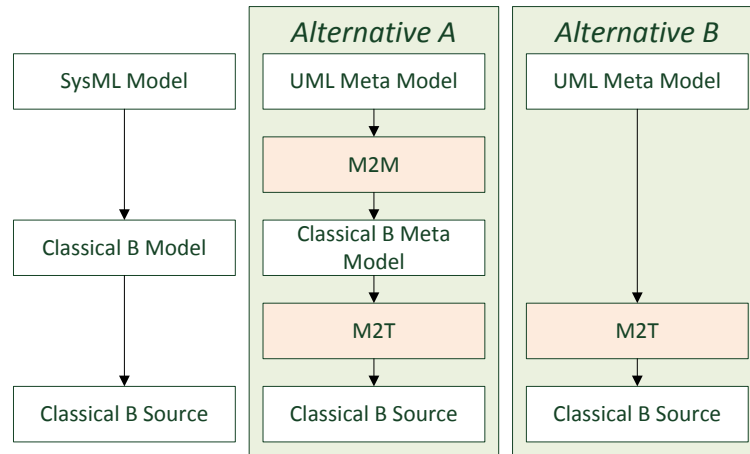 Alternative A
Alternative B
SysML Model
UML Meta Model
UML Meta Model
M2M
Classical B Model
Classical B Meta
Model
M2T
M2T
Classical B Source
Classical B Source
Classical B Source